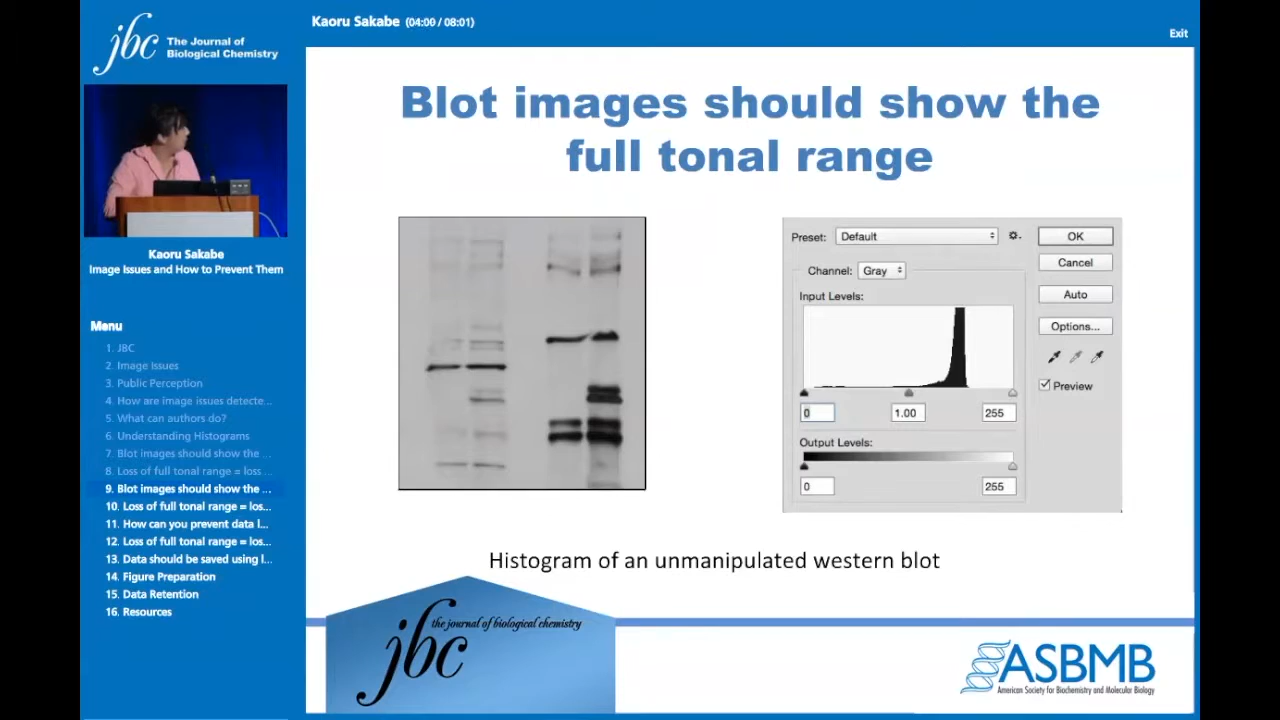 jbc
The Journal of
Biological Chemistry
Kaoru Sakabe (04:00 / 08:01)
Exit
Kaoru Sakabe
Image Issues and How to Prevent Them
Menu
1. JBC
2. Image Issues
3. Public Perception
4. How are image issues detecte...
5. What can authors do?
6. Understanding Histograms
7. Blot images should show the ...
8. Loss of full tonal range = loss ...
9. Blot images should show the ...
10. Loss of full tonal range = los...
11. How can you prevent data l...
12. Loss of full tonal range = los...
13. Data should be saved using l...
14. Figure Preparation
15. Data Retention
16. Resources
Blot images should show the
full tonal range
Preset: Default
OK
Cancel
Channel: Gray
Auto
Input Levels:
Options...
Preview
0 1.00 255
Output Levels:
0 255
Histogram of an unmanipulated western blot
the journal of biological chemistry
jbc
ASBMB
American Society for Biochemistry and Molecular Biology